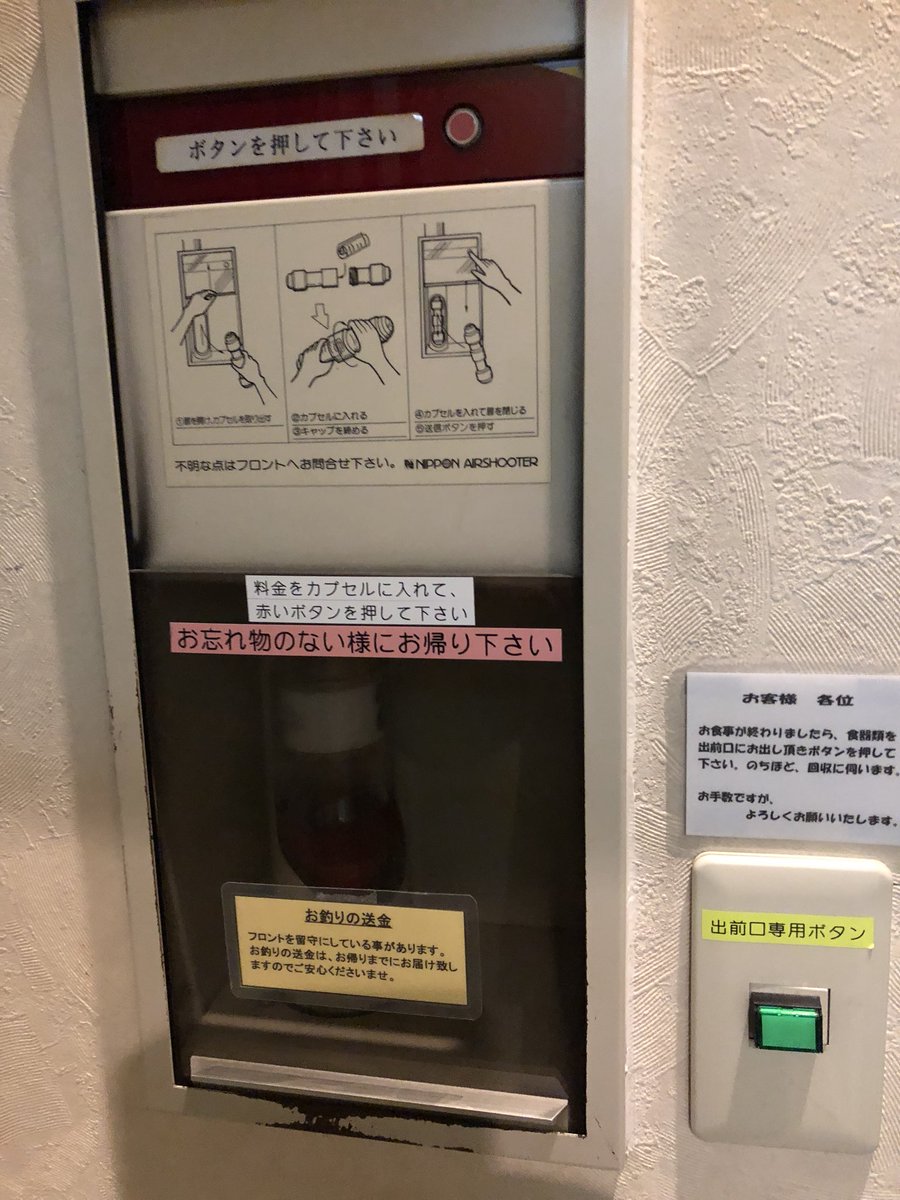 ボタンを押して下さい
①扉を開け、カプセルを取り出す
②カプセルに入れる
③キャップを締める
④カプセルを入れて扉を閉じる
⑤送信ボタンを押す
不明な点はフロントへお問合せ下さい。 NIPPON AIRSHOOTER
料金をカプセルに入れて、
赤いボタンを押して下さい
お忘れ物のない様にお帰り下さい
お釣りの送金
フロントを留守にしている事があります。
お釣りの送金は、お帰りまでにお届け致し
ますのでご安心くださいませ。
お客様 各位
お食事が終わりましたら、食器類を
出前口にお出し頂きボタンを押して
下さい。のちほど、回収に伺います。
お手数ですが、
よろしくお願いいたします。
出前口専用ボタン